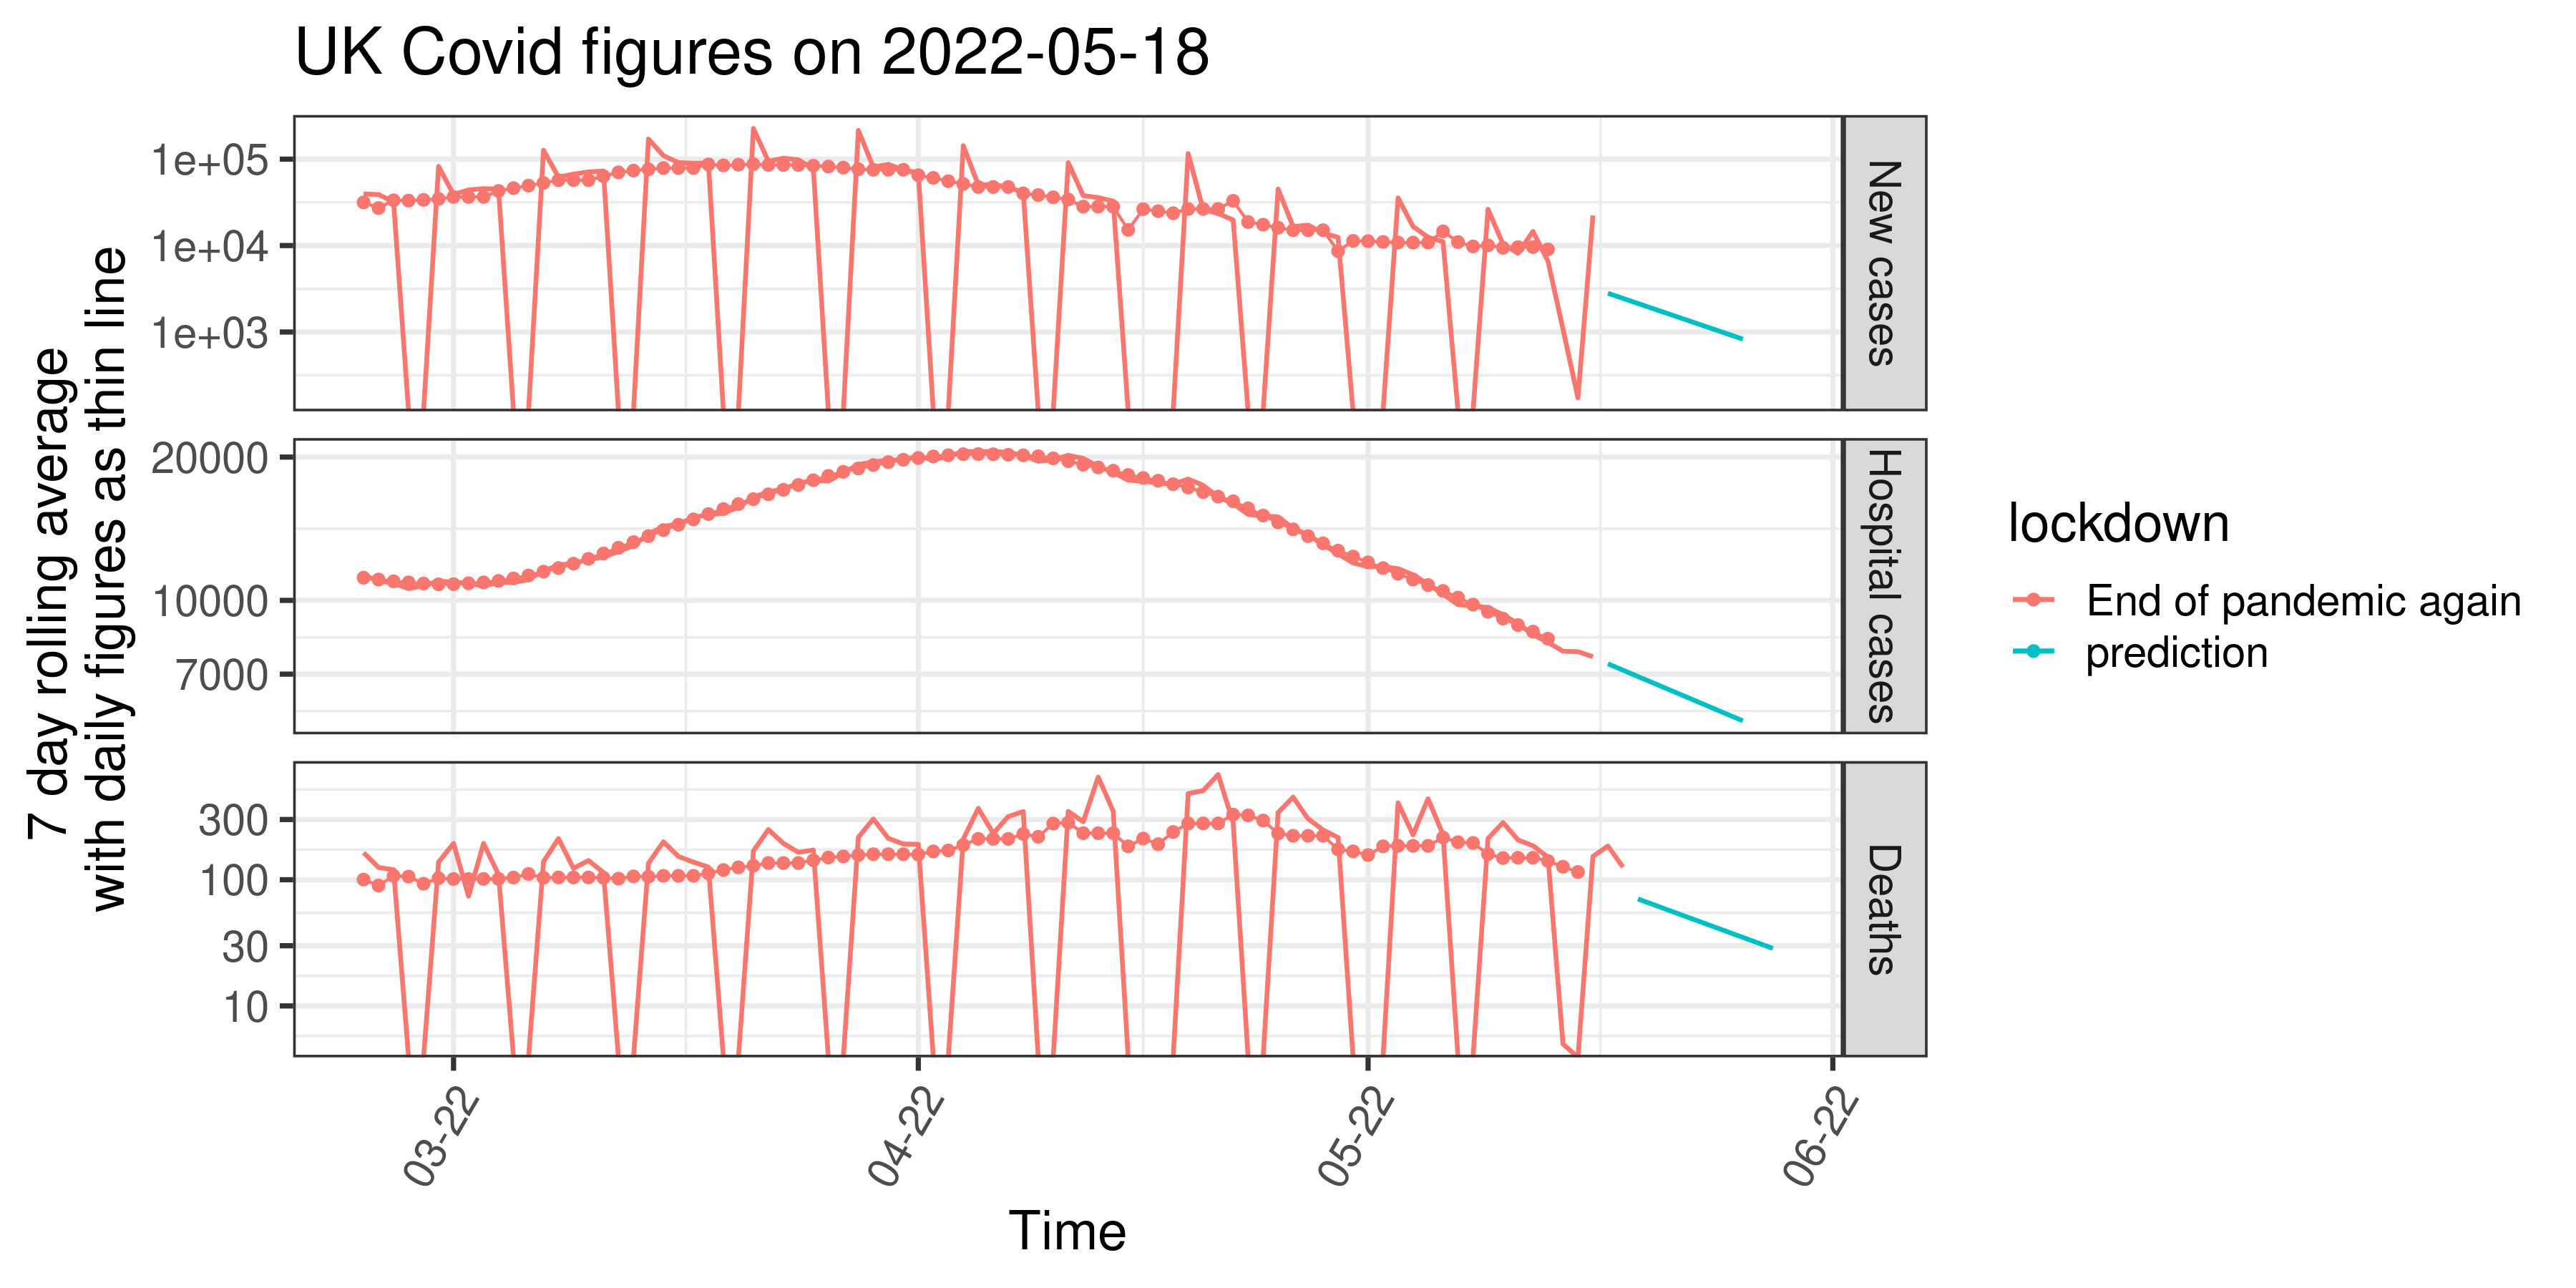 UK Covid figures on 2022-05-18
7 day rolling average
with daily figures as thin line
1e+05
1e+04
1e+03
New cases
20000
10000
7000
Hospital cases
300
100
30
10
Deaths
03-22
04-22
05-22
06-22
Time
lockdown
End of pandemic again
prediction